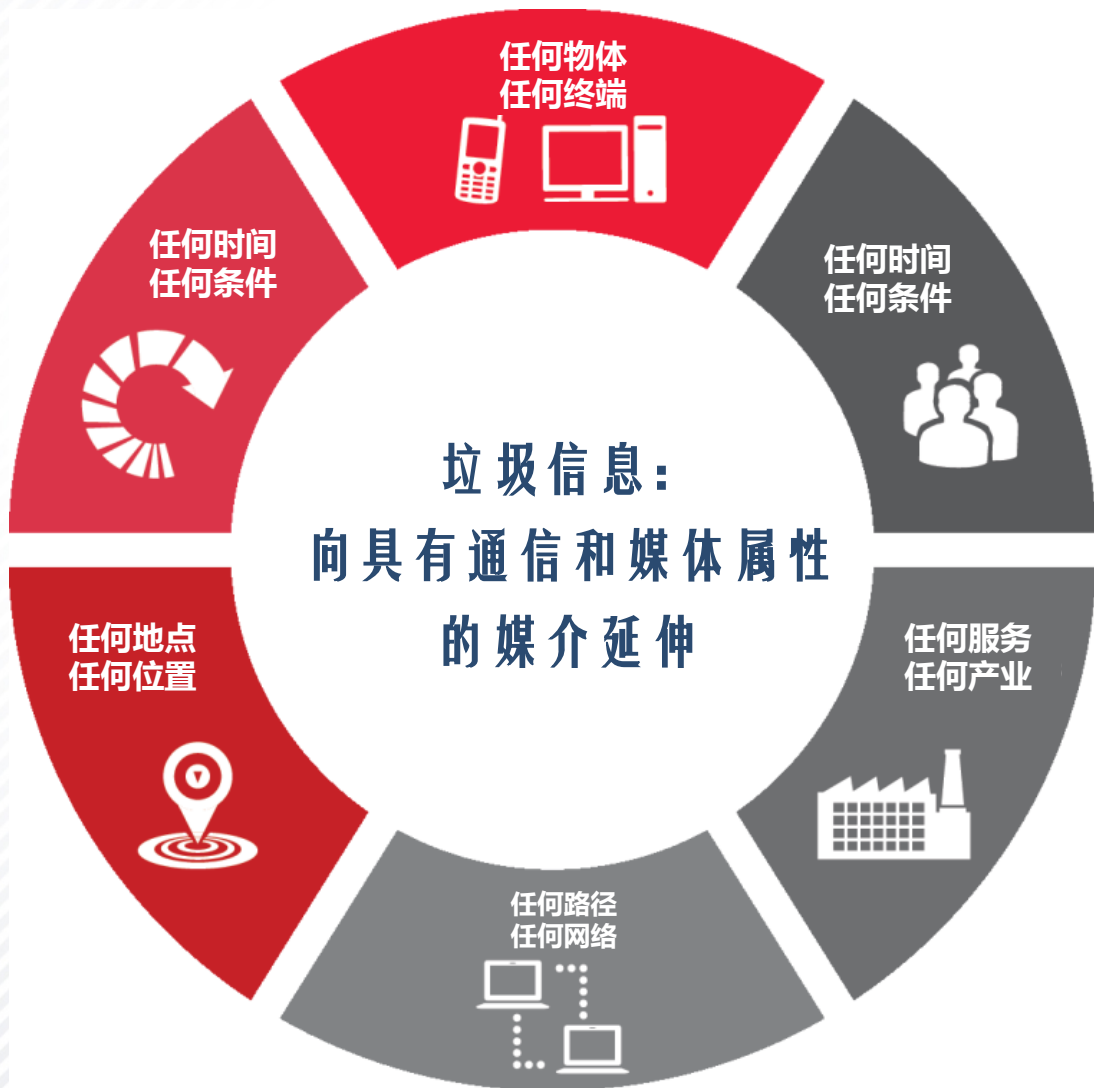 任何物体
任何终端
任何时间
任何条件
任何时间
任何条件
垃圾信息：
向具有通信和媒体属性
的媒介延伸
任何地点
任何位置
任何服务
任何产业
任何路径
任何网络